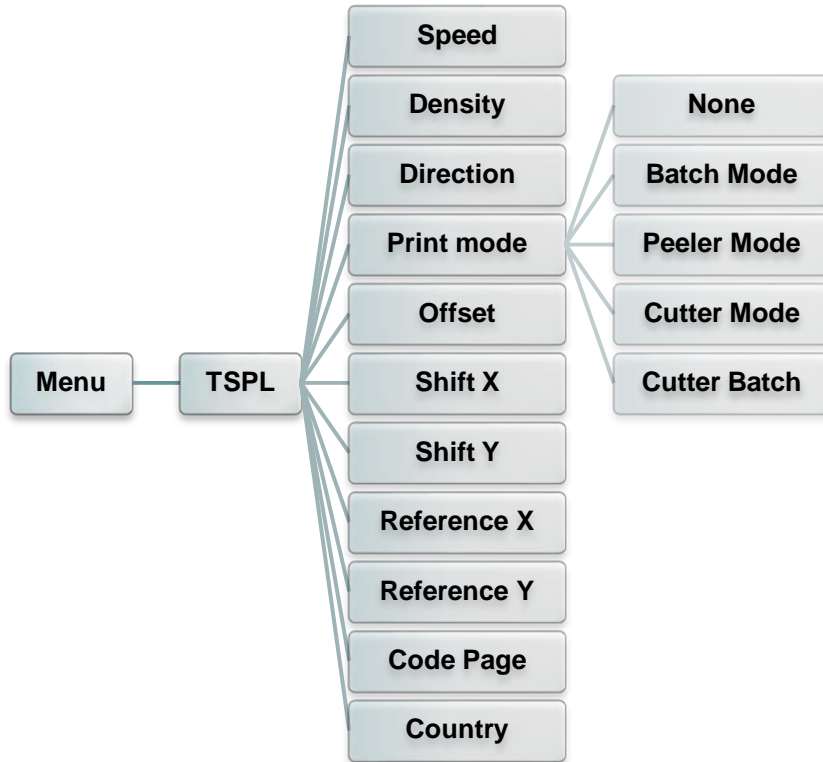 Menu
TSPL
Speed
Density
Direction
Print mode
Offset
Shift X
Shift Y
Reference X
Reference Y
Code Page
Country
None
Batch Mode
Peeler Mode
Cutter Mode
Cutter Batch